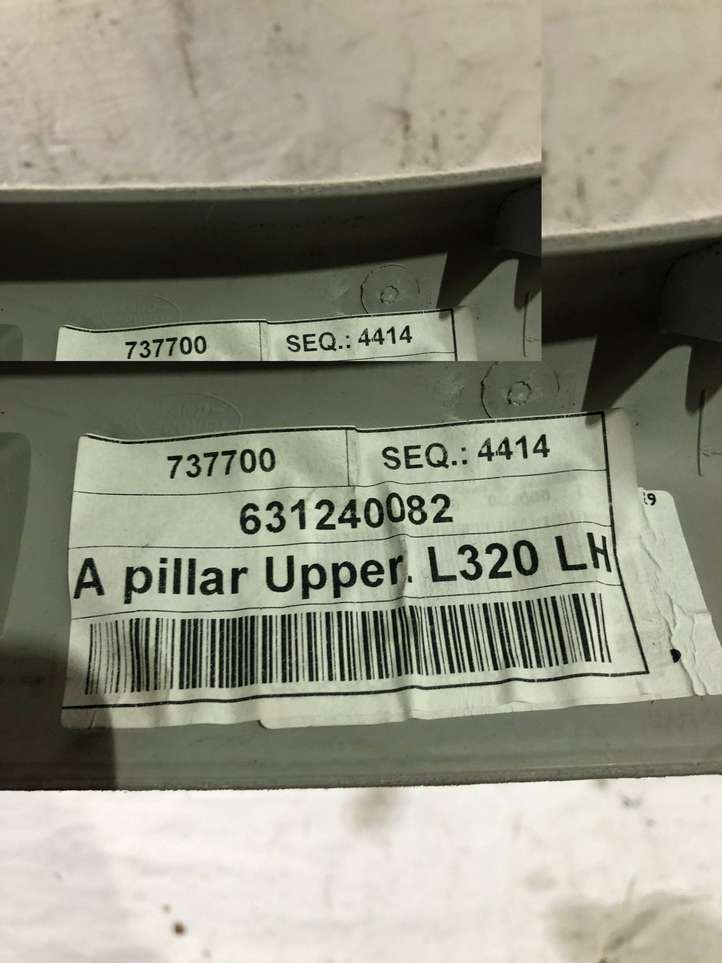 737700 SEQ.: 4414
737700 SEQ.: 4414
631240082
A pillar Upper. L320 LH